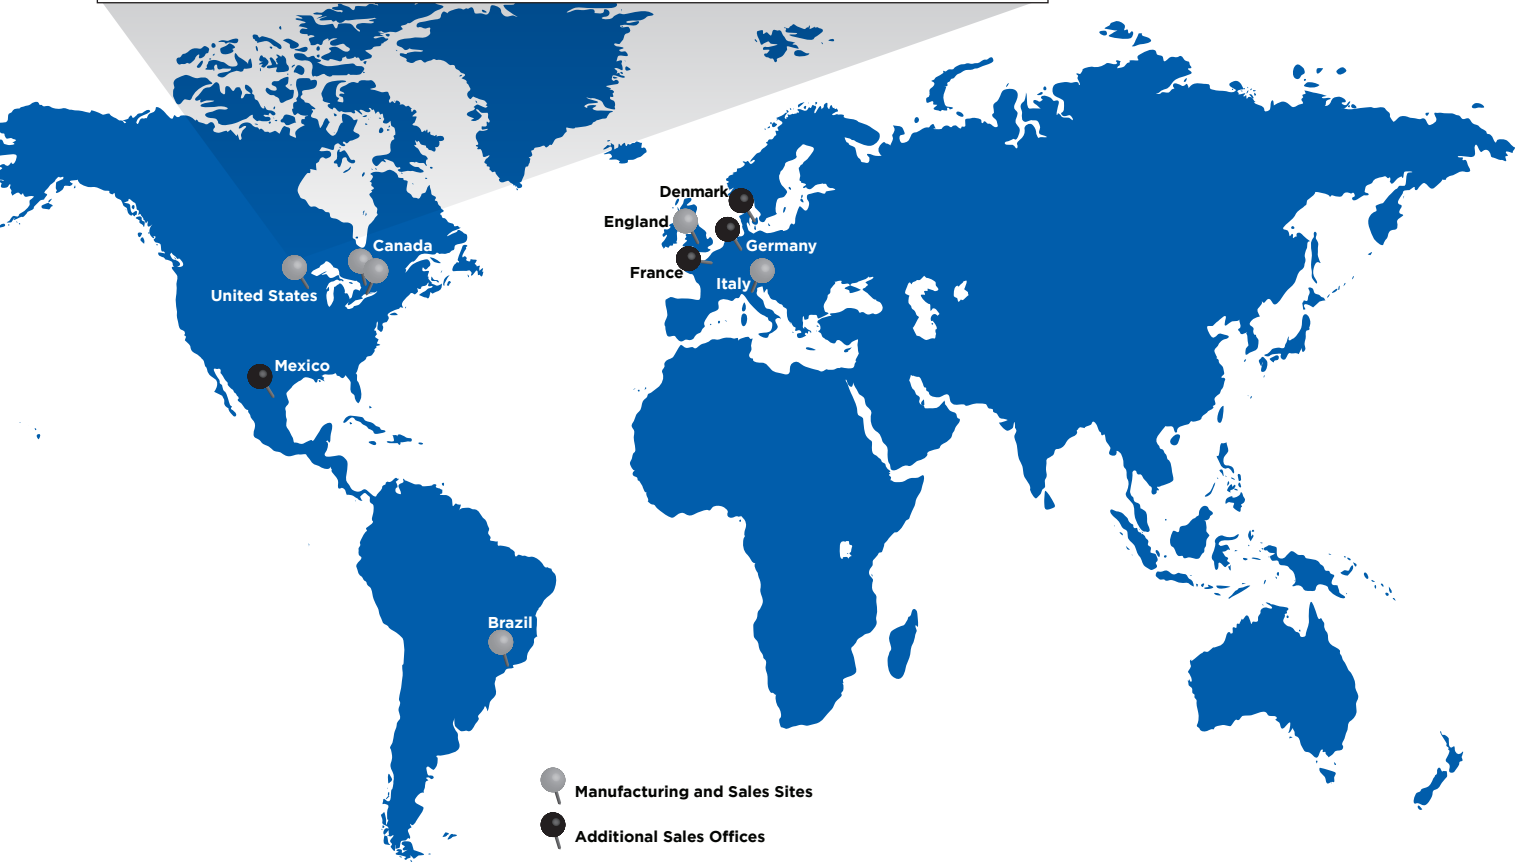 Denmark
England
Canada
Germany
France
Italy
United States
Mexico
Brazil
Manufacturing and Sales Sites
Additional Sales Offices